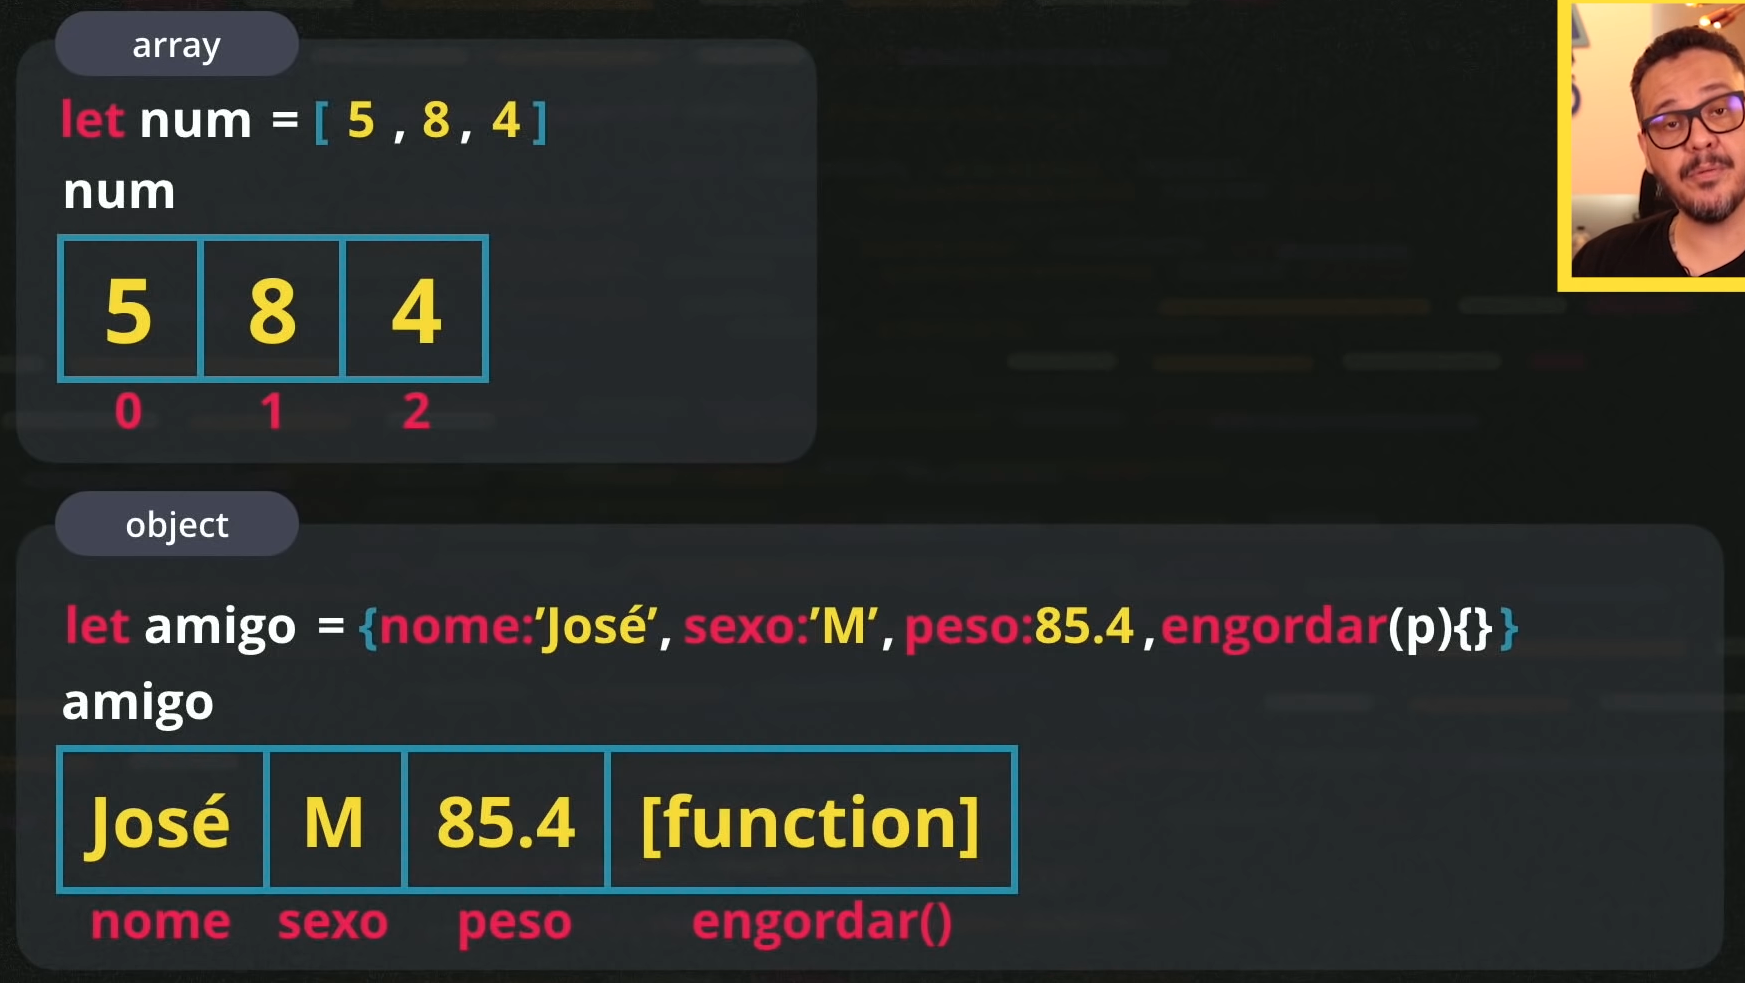 array
let num = [ 5 , 8, 4 ]
num
5 8 4
0 1 2
object
let amigo = {nome:’José’, sexo:’M’, peso:85.4 ,engordar(p){}}
amigo
José M 85.4 [function]
nome sexo peso engordar()